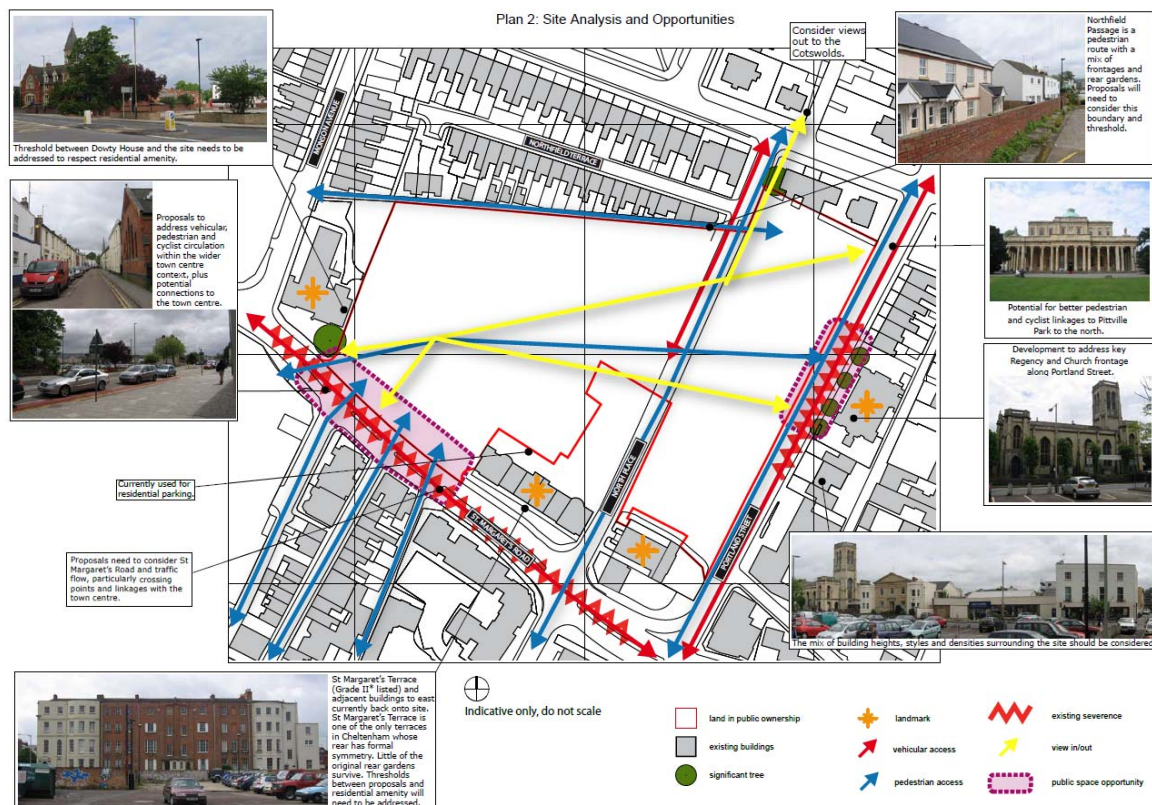 Plan 2: Site Analysis and Opportunities
Threshold between Dowty House and the site needs to be
addressed to respect residential amenity.
Consider views
out to the
Cotswolds.
Northfield
Passage is a
pedestrian
route with a
mix of
frontages and
rear gardens.
Proposals will
need to
consider this
boundary and
threshold.
MONSON AVENUE
NORTHFIELD TERRACE
Proposals to
address vehicular,
pedestrian and
cyclist circulation
within the wider
town centre
context, plus
potential
connections to
the town centre.
Potential for better pedestrian
and cyclist linkages to Pittville
Park to the north.
Development to address key
Regency and Church frontage
along Portland Street.
Currently used for
residential parking.
NORTH PLACE
PORTLAND STREET
ST. MARGARET'S ROAD
Proposals need to consider St
Margaret's Road and traffic
flow, particularly crossing
points and linkages with the
town centre.
The mix of building heights, styles and densities surrounding the site should be considered
St Margaret's Terrace
(Grade II* listed) and
adjacent buildings to east
currently back onto site.
St Margaret's Terrace is
one of the only terraces
in Cheltenham whose
rear has formal
symmetry. Little of the
original rear gardens
survive. Thresholds
between proposals and
residential amenity will
need to be addressed.
Indicative only, do not scale
land in public ownership
existing buildings
significant tree
landmark
vehicular access
pedestrian access
existing severence
view in/out
public space opportunity